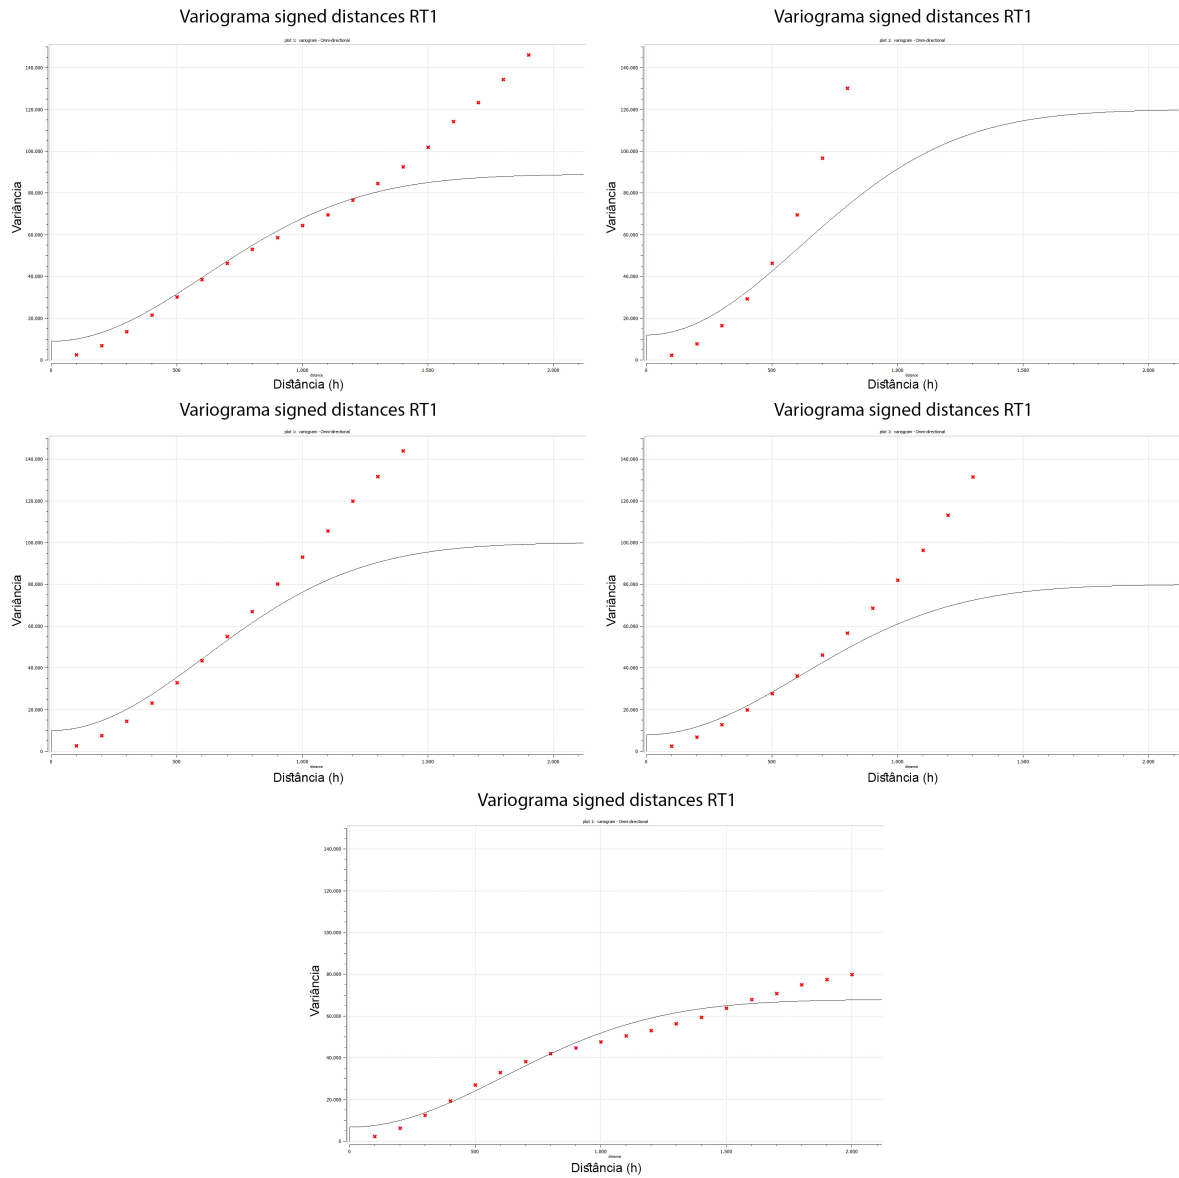 Variograma signed distances RT1
plot 1: variogram - Omni-directional
140.000
120.000
100.000
80.000
60.000
40.000
20.000
0
Variância
0 500 1.000 1.500 2.000
distance
Distância (h)
Variograma signed distances RT1
plot 1: variogram - Omni-directional
140.000
120.000
100.000
80.000
60.000
40.000
20.000
0
Variância
0 500 1.000 1.500 2.000
distance
Distância (h)
Variograma signed distances RT1
plot 1: variogram - Omni-directional
140.000
120.000
100.000
80.000
60.000
40.000
20.000
0
Variância
0 500 1.000 1.500 2.000
distance
Distância (h)
Variograma signed distances RT1
plot 1: variogram - Omni-directional
140.000
120.000
100.000
80.000
60.000
40.000
20.000
0
Variância
0 500 1.000 1.500 2.000
distance
Distância (h)
Variograma signed distances RT1
plot 1: variogram - Omni-directional
140.000
120.000
100.000
80.000
60.000
40.000
20.000
0
Variância
0 500 1.000 1.500 2.000
distance
Distância (h)